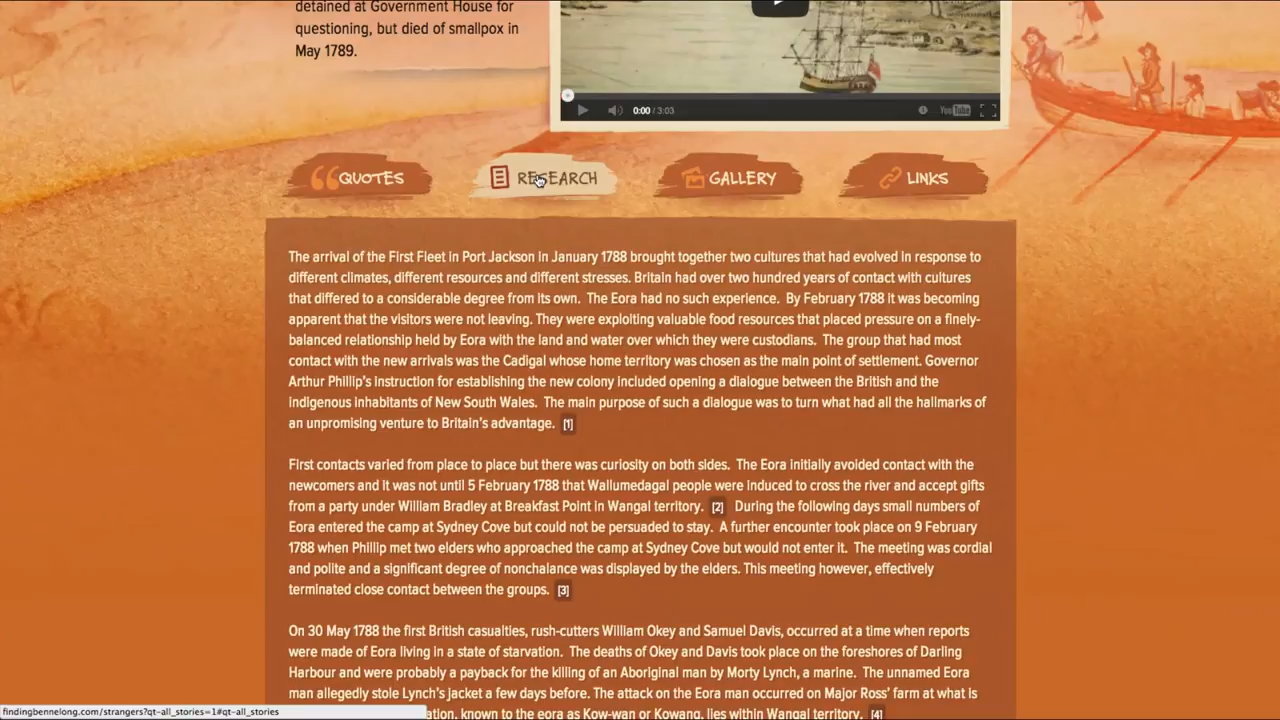 detained at Government House for
questioning, but died of smallpox in
May 1789.
0:00 / 3:03
YouTube
QUOTES
RESEARCH
GALLERY
LINKS
The arrival of the First Fleet in Port Jackson in January 1788 brought together two cultures that had evolved in response to
different climates, different resources and different stresses. Britain had over two hundred years of contact with cultures
that differed to a considerable degree from its own. The Eora had no such experience. By February 1788 it was becoming
apparent that the visitors were not leaving. They were exploiting valuable food resources that placed pressure on a finely-
balanced relationship held by Eora with the land and water over which they were custodians. The group that had most
contact with the new arrivals was the Cadigal whose home territory was chosen as the main point of settlement. Governor
Arthur Phillip's instruction for establishing the new colony included opening a dialogue between the British and the
indigenous inhabitants of New South Wales. The main purpose of such a dialogue was to turn what had all the hallmarks of
an unpromising venture to Britain's advantage. [1]
First contacts varied from place to place but there was curiosity on both sides. The Eora initially avoided contact with the
newcomers and it was not until 5 February 1788 that Wallumedagal people were induced to cross the river and accept gifts
from a party under William Bradley at Breakfast Point in Wangal territory. [2] During the following days small numbers of
Eora entered the camp at Sydney Cove but could not be persuaded to stay. A further encounter took place on 9 February
1788 when Phillip met two elders who approached the camp at Sydney Cove but would not enter it. The meeting was cordial
and polite and a significant degree of nonchalance was displayed by the elders. This meeting however, effectively
terminated close contact between the groups. [3]
On 30 May 1788 the first British casualties, rush-cutters William Okey and Samuel Davis, occurred at a time when reports
were made of Eora living in a state of starvation. The deaths of Okey and Davis took place on the foreshores of Darling
Harbour and were probably a payback for the killing of an Aboriginal man by Morty Lynch, a marine. The unnamed Eora
man allegedly stole Lynch's jacket a few days before. The attack on the Eora man occurred on Major Ross' farm at what is
ation, known to the eora as Kow-wan or Kowang, lies within Wangal territory. [4]
findingbennelong.com/strangers?qt-all_stories=1#qt-all_stories